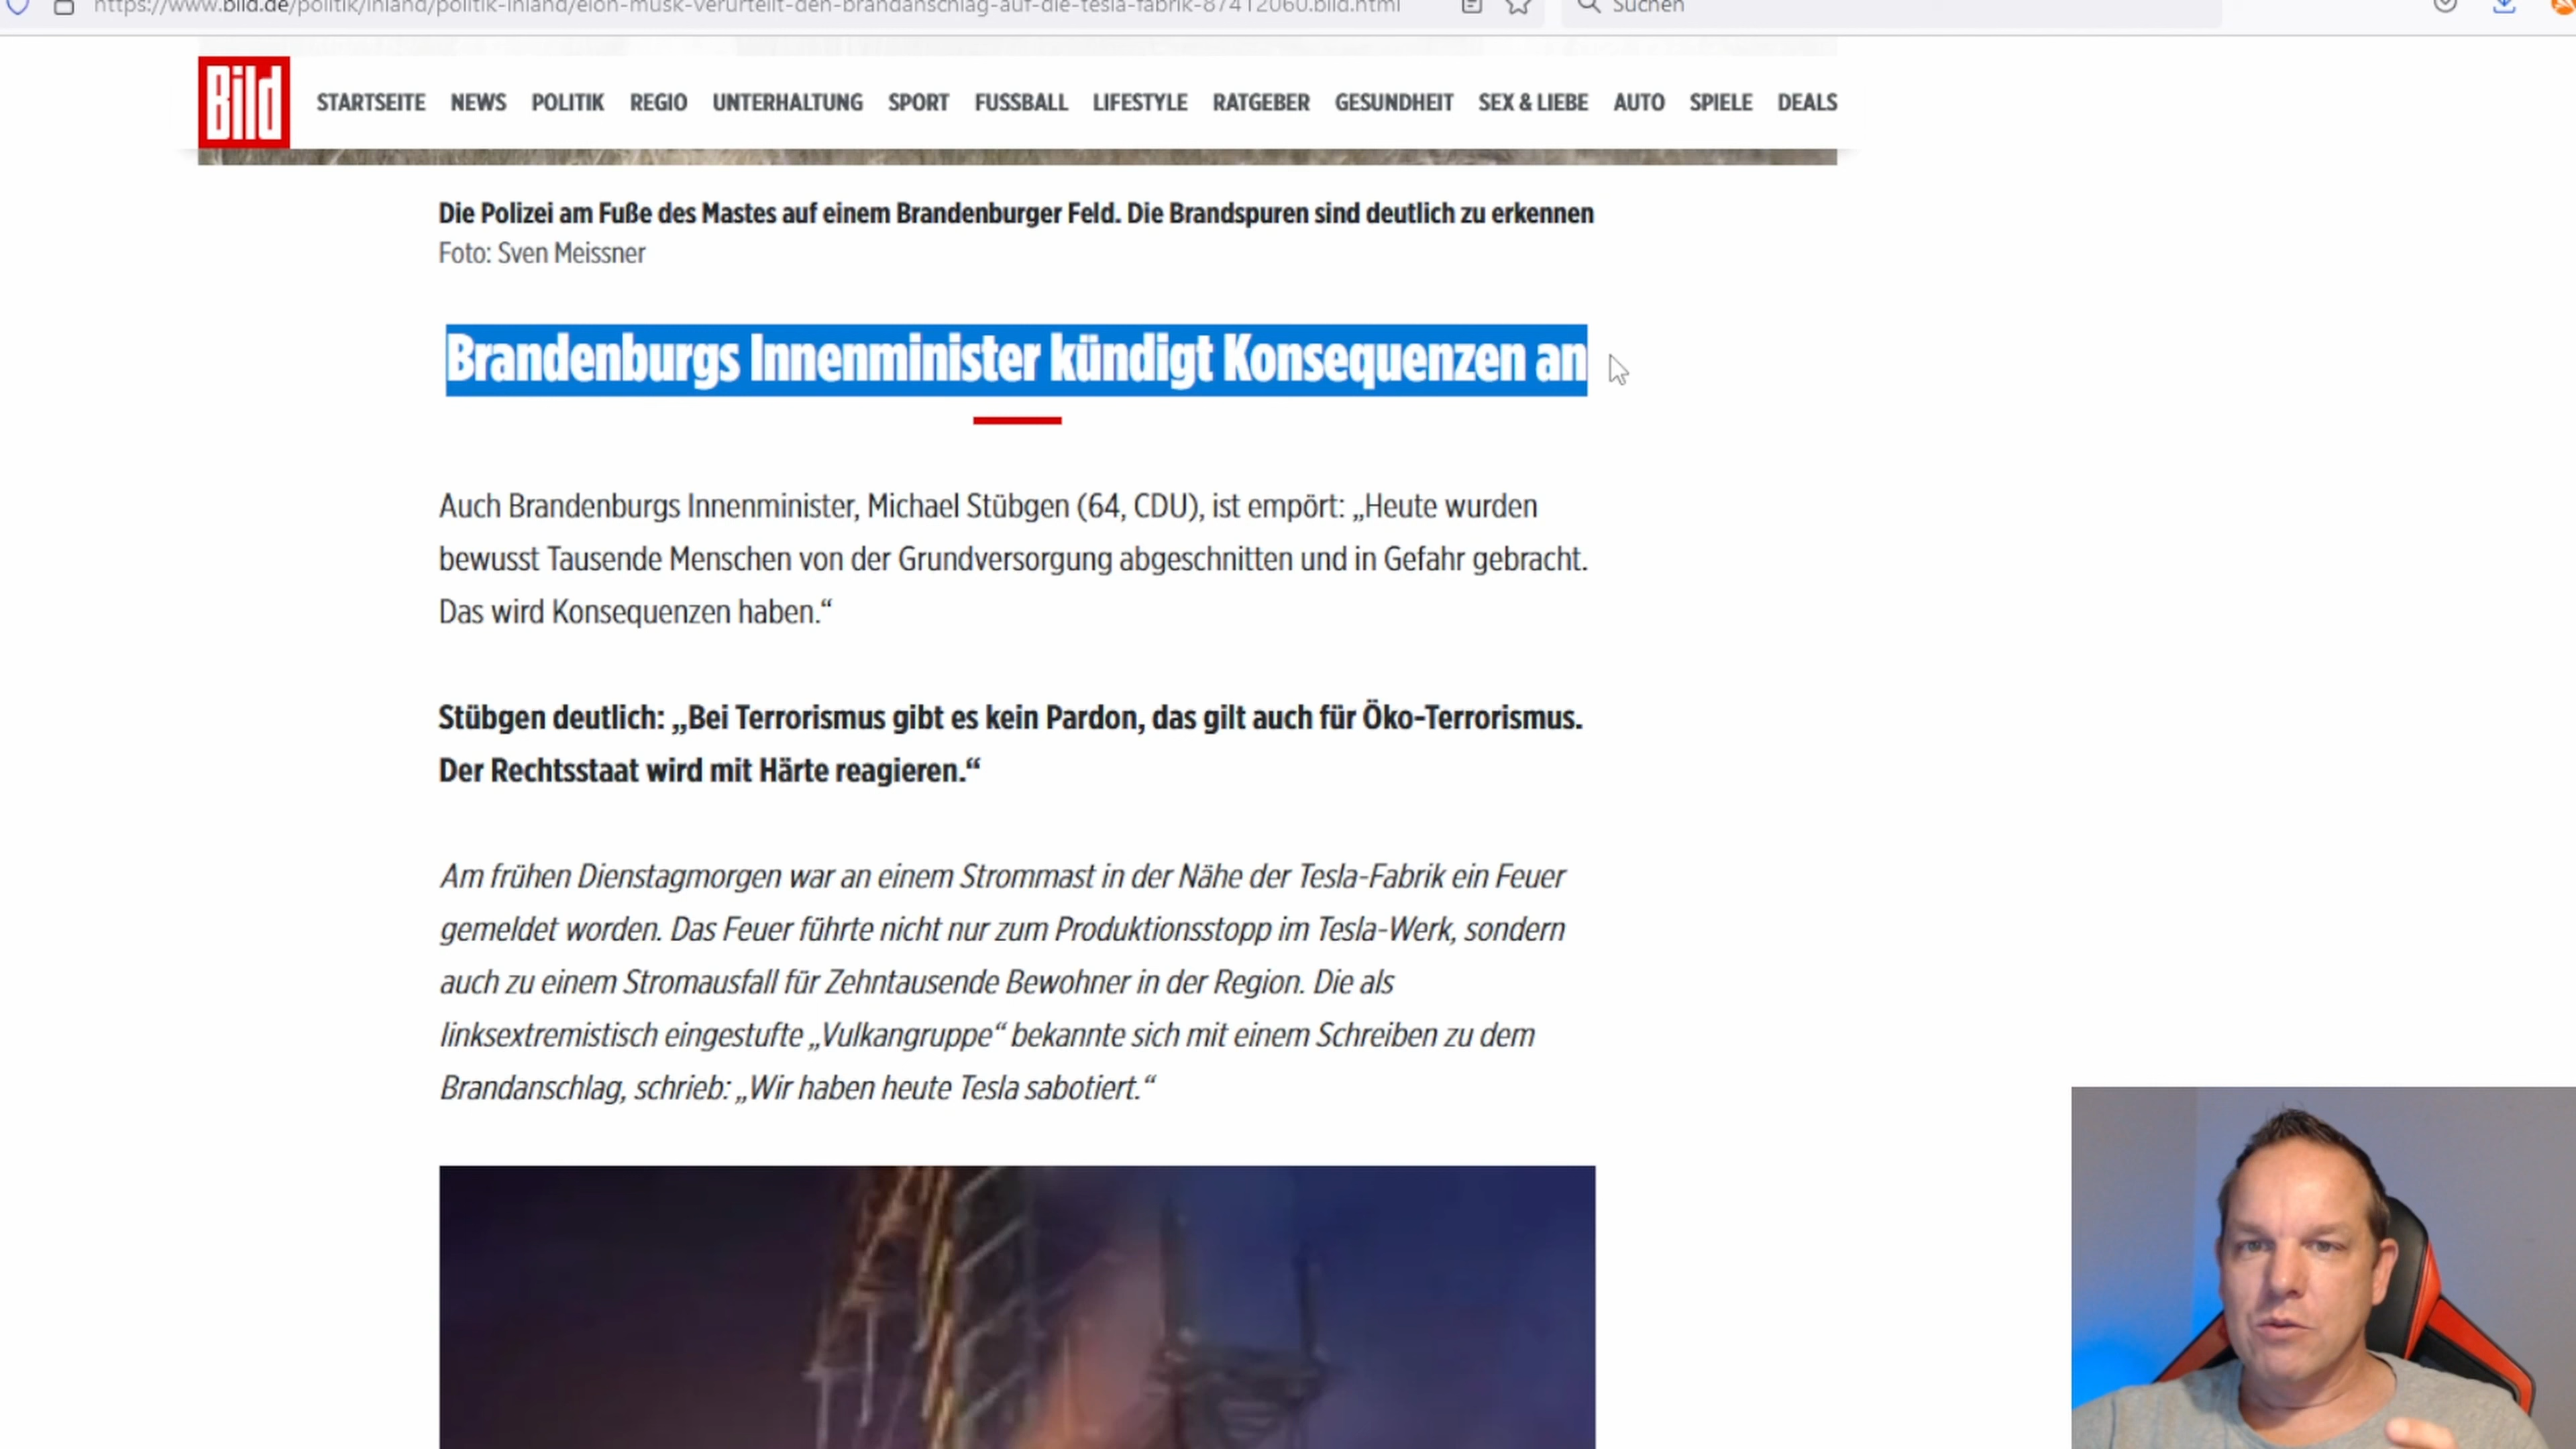 https://www.bild.de/politik/inland/politik-inland/elon-musk-verurteilt-den-brandanschlag-auf-die-tesla-fabrik-87412060.bild.html
Suchen
Bild
STARTSEITE NEWS POLITIK REGIO UNTERHALTUNG SPORT FUSSBALL LIFESTYLE RATGEBER GESUNDHEIT SEX & LIEBE AUTO SPIELE DEALS
Die Polizei am Fuße des Mastes auf einem Brandenburger Feld. Die Brandspuren sind deutlich zu erkennen
Foto: Sven Meissner
Brandenburgs Innenminister kündigt Konsequenzen an
Auch Brandenburgs Innenminister, Michael Stübgen (64, CDU), ist empört: „Heute wurden
bewusst Tausende Menschen von der Grundversorgung abgeschnitten und in Gefahr gebracht.
Das wird Konsequenzen haben.“
Stübgen deutlich: „Bei Terrorismus gibt es kein Pardon, das gilt auch für Öko-Terrorismus.
Der Rechtsstaat wird mit Härte reagieren.“
Am frühen Dienstagmorgen war an einem Strommast in der Nähe der Tesla-Fabrik ein Feuer
gemeldet worden. Das Feuer führte nicht nur zum Produktionsstopp im Tesla-Werk, sondern
auch zu einem Stromausfall für Zehntausende Bewohner in der Region. Die als
linksextremistisch eingestufte „Vulkangruppe“ bekannte sich mit einem Schreiben zu dem
Brandanschlag, schrieb: „Wir haben heute Tesla sabotiert.“